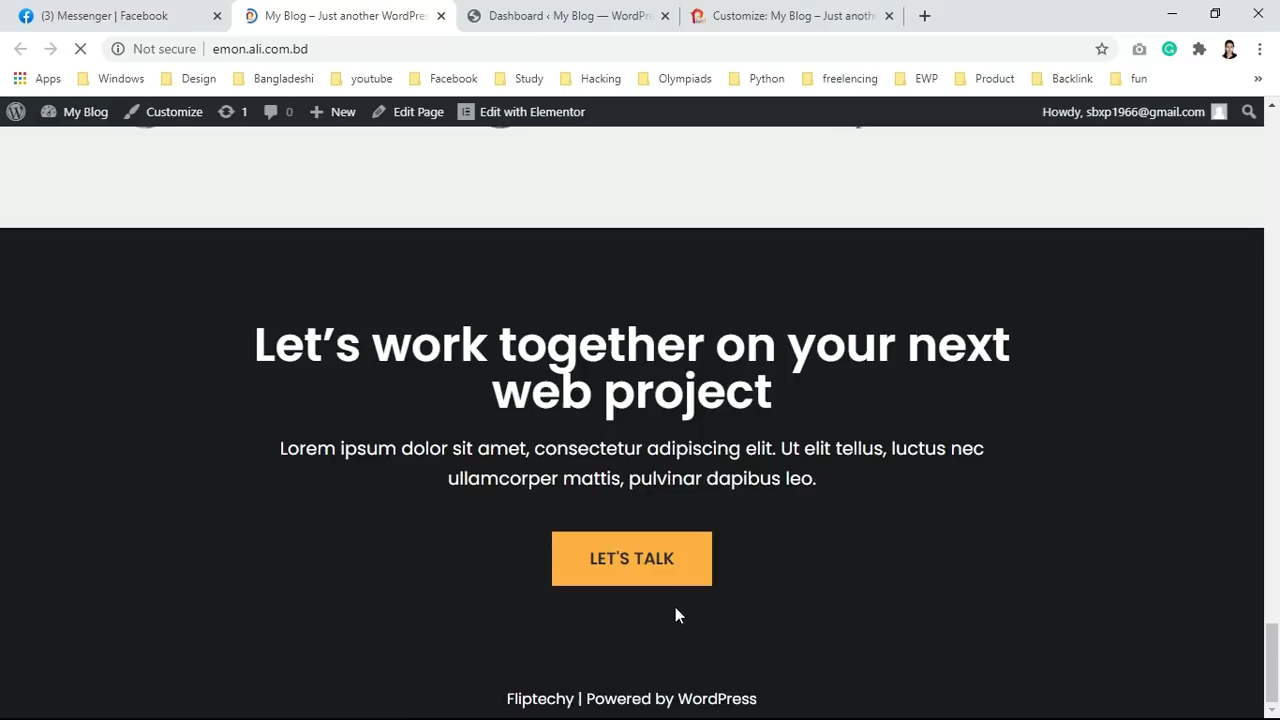 (3) Messenger | Facebook
My Blog – Just another WordPres
Dashboard ‹ My Blog — WordPr
Customize: My Blog – Just anoth
Not secure
emon.ali.com.bd
Apps
Windows
Design
Bangladeshi
youtube
Facebook
Study
Hacking
Olympiads
Python
freelencing
EWP
Product
Backlink
fun
»
My Blog
Customize
1
0
New
Edit Page
Edit with Elementor
Howdy, sbxp1966@gmail.com
Let’s work together on your next
web project
Lorem ipsum dolor sit amet, consectetur adipiscing elit. Ut elit tellus, luctus nec
ullamcorper mattis, pulvinar dapibus leo.
LET'S TALK
Fliptechy | Powered by WordPress